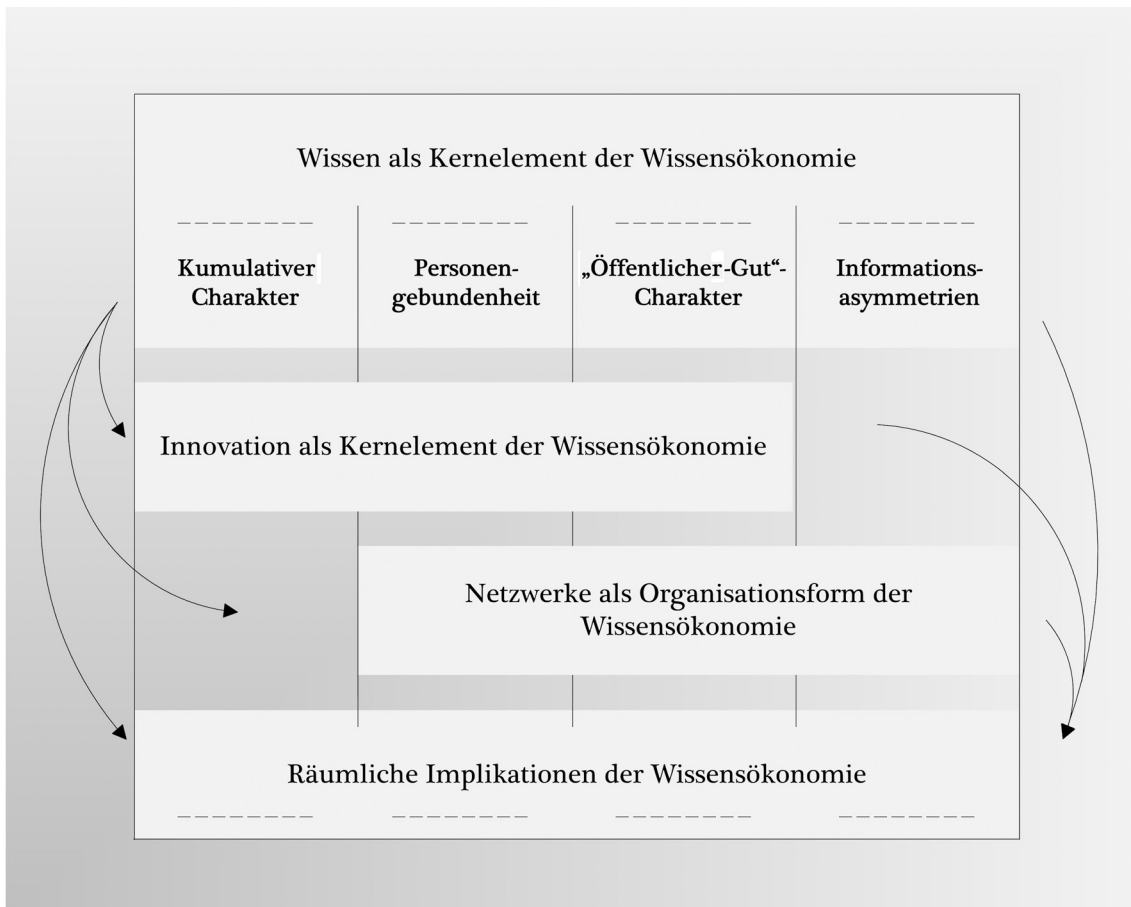 Wissen als Kernelement der Wissensökonomie
Kumulativer
Charakter
Personen-
gebundenheit
„Öffentlicher-Gut“-
Charakter
Informations-
asymmetrien
Innovation als Kernelement der Wissensökonomie
Netzwerke als Organisationsform der
Wissensökonomie
Räumliche Implikationen der Wissensökonomie